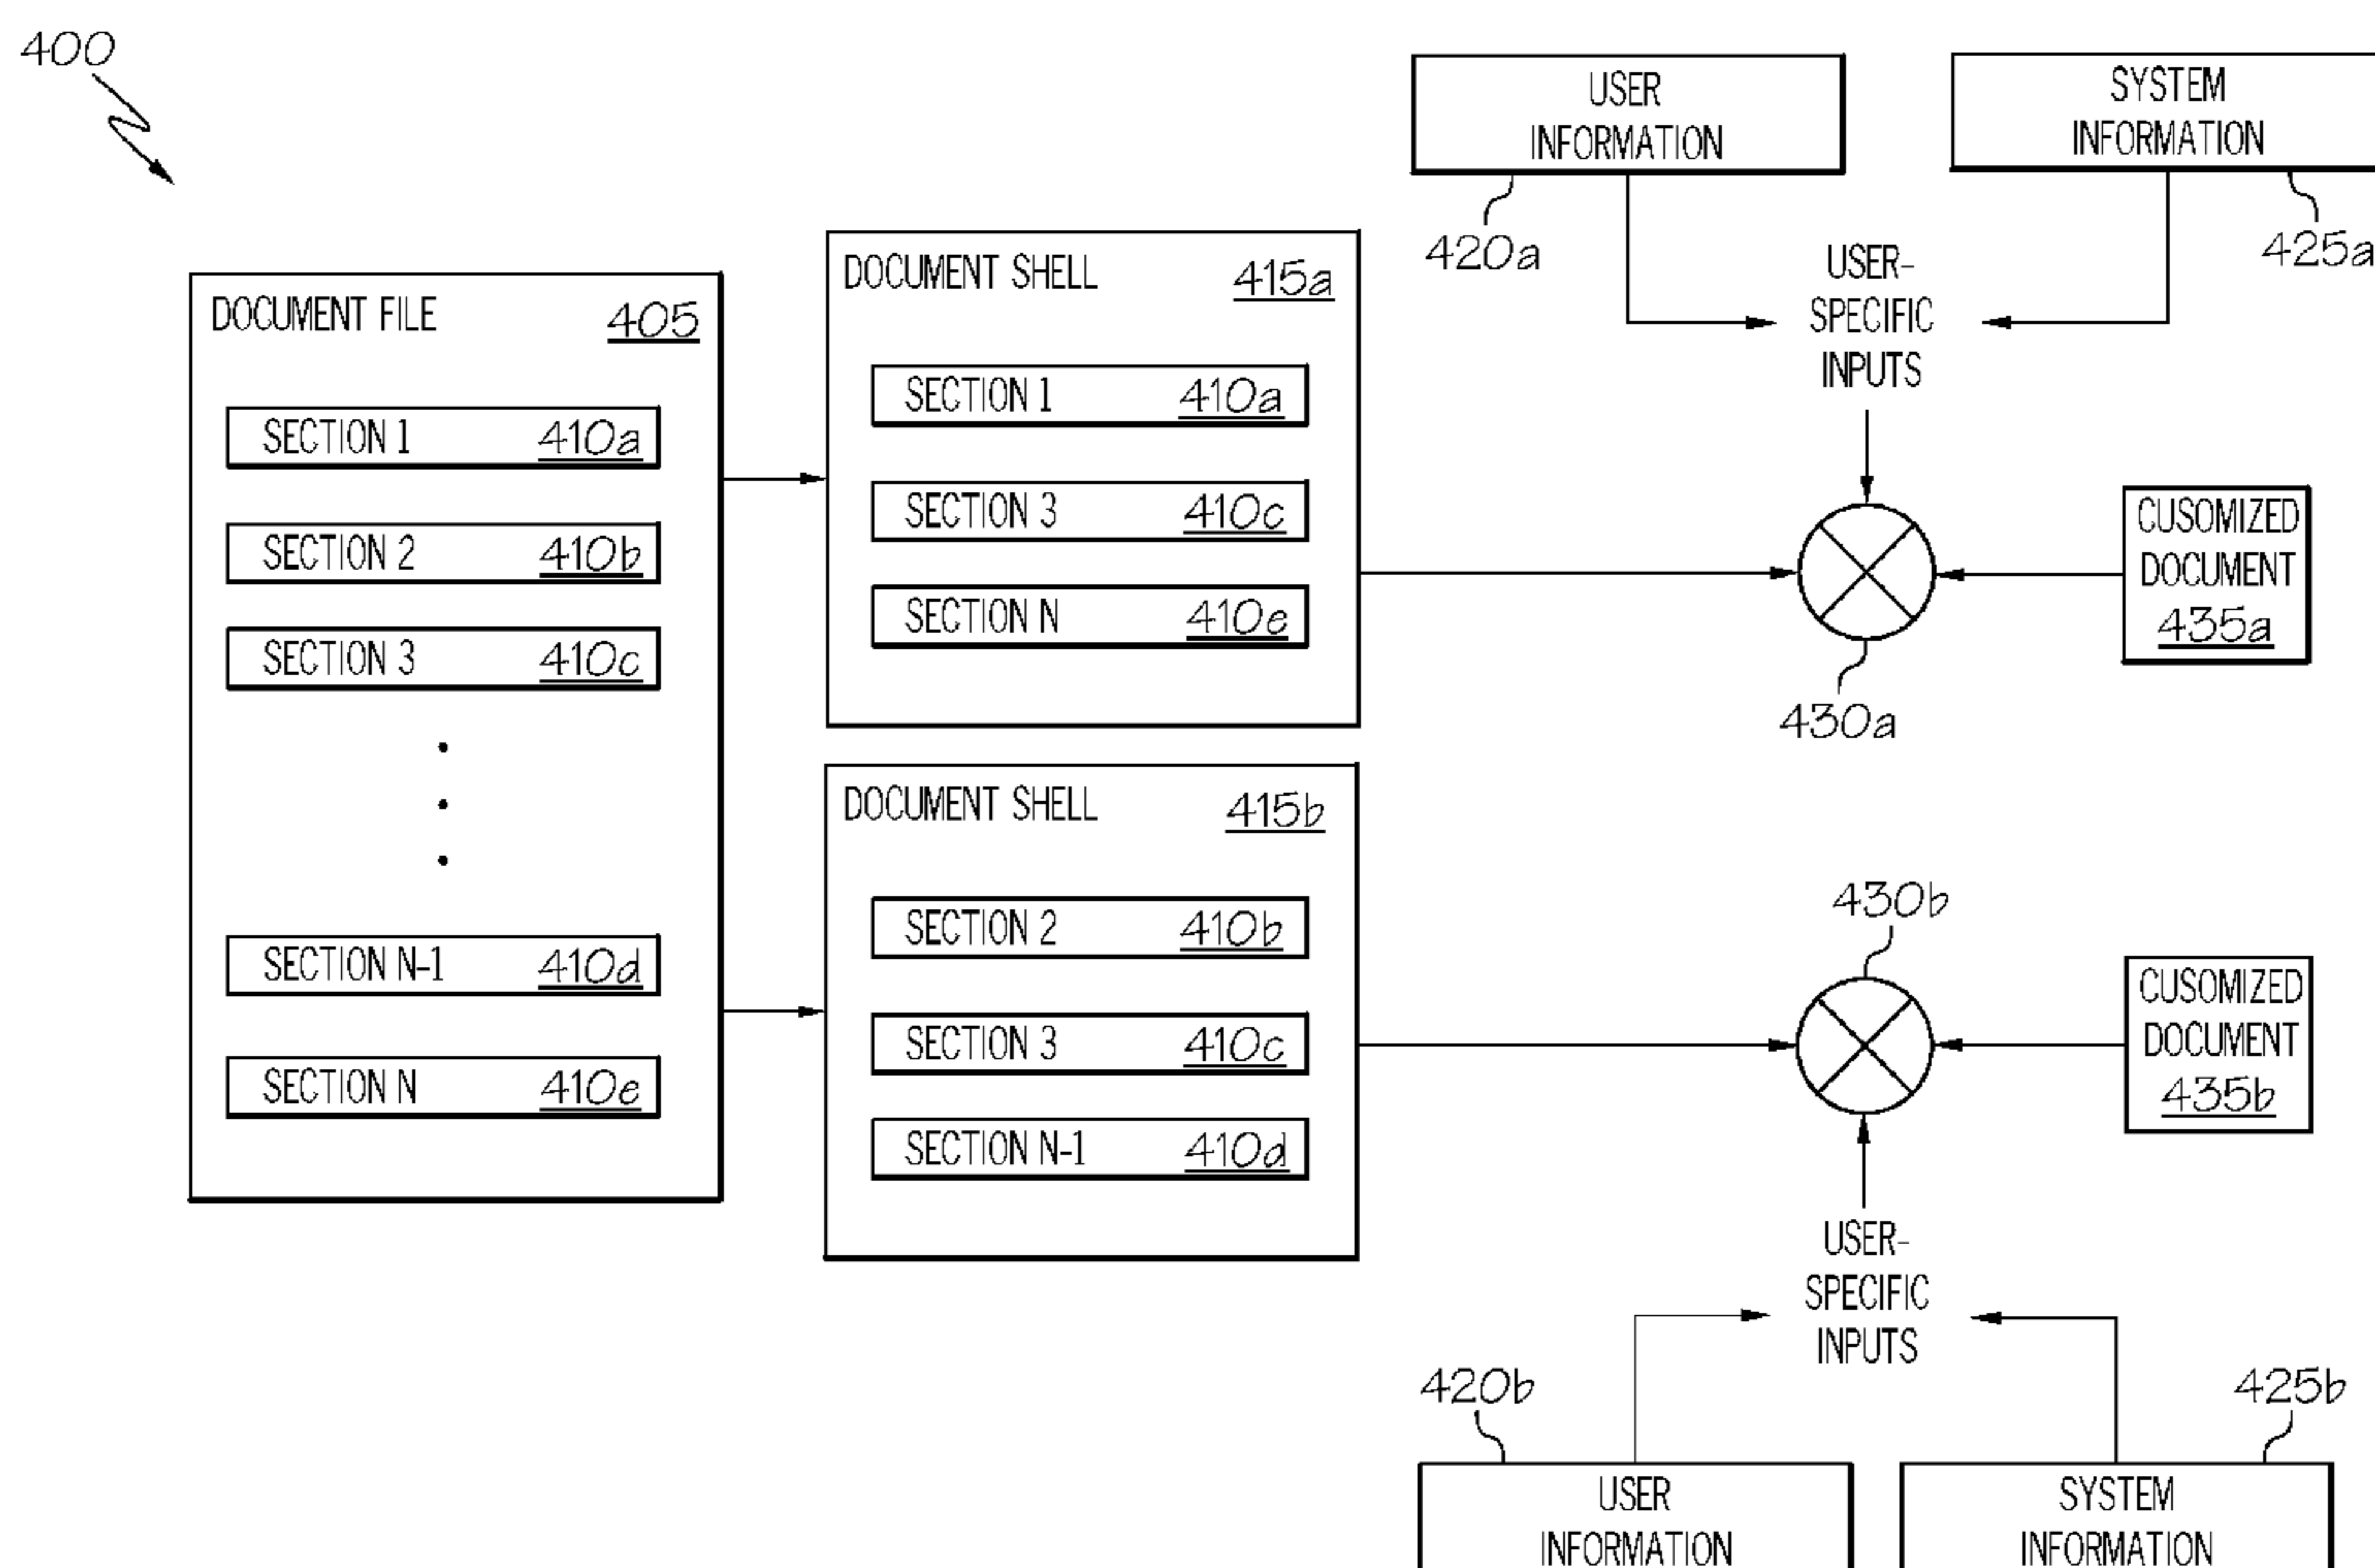 400
DOCUMENT FILE 405
SECTION 1 410a
SECTION 2 410b
SECTION 3 410c
SECTION N-1 410d
SECTION N 410e
DOCUMENT SHELL 415a
SECTION 1 410a
SECTION 3 410c
SECTION N 410e
DOCUMENT SHELL 415b
SECTION 2 410b
SECTION 3 410c
SECTION N-1 410d
USER
INFORMATION
420a
SYSTEM
INFORMATION
425a
USER-
SPECIFIC
INPUTS
430a
CUSOMIZED
DOCUMENT
435a
430b
CUSOMIZED
DOCUMENT
435b
USER-
SPECIFIC
INPUTS
420b
USER
INFORMATION
425b
SYSTEM
INFORMATION